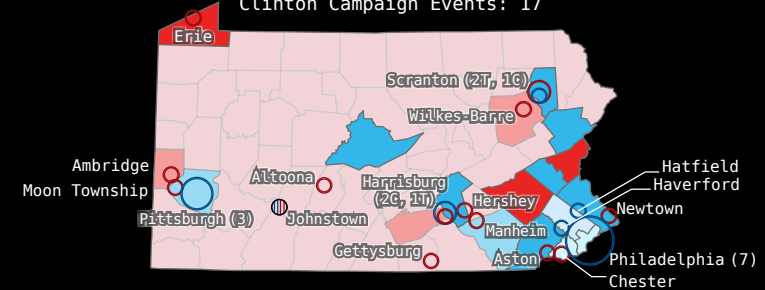 Clinton Campaign Events: 17
Erie
Scranton (2T, 1C)
Wilkes-Barre
Ambridge
Moon Township
Altoona
Harrisburg
(2C, 1T)
Hershey
Hatfield
Haverford
Newtown
Pittsburgh (3)
Johnstown
Manheim
Gettysburg
Aston
Philadelphia (7)
Chester